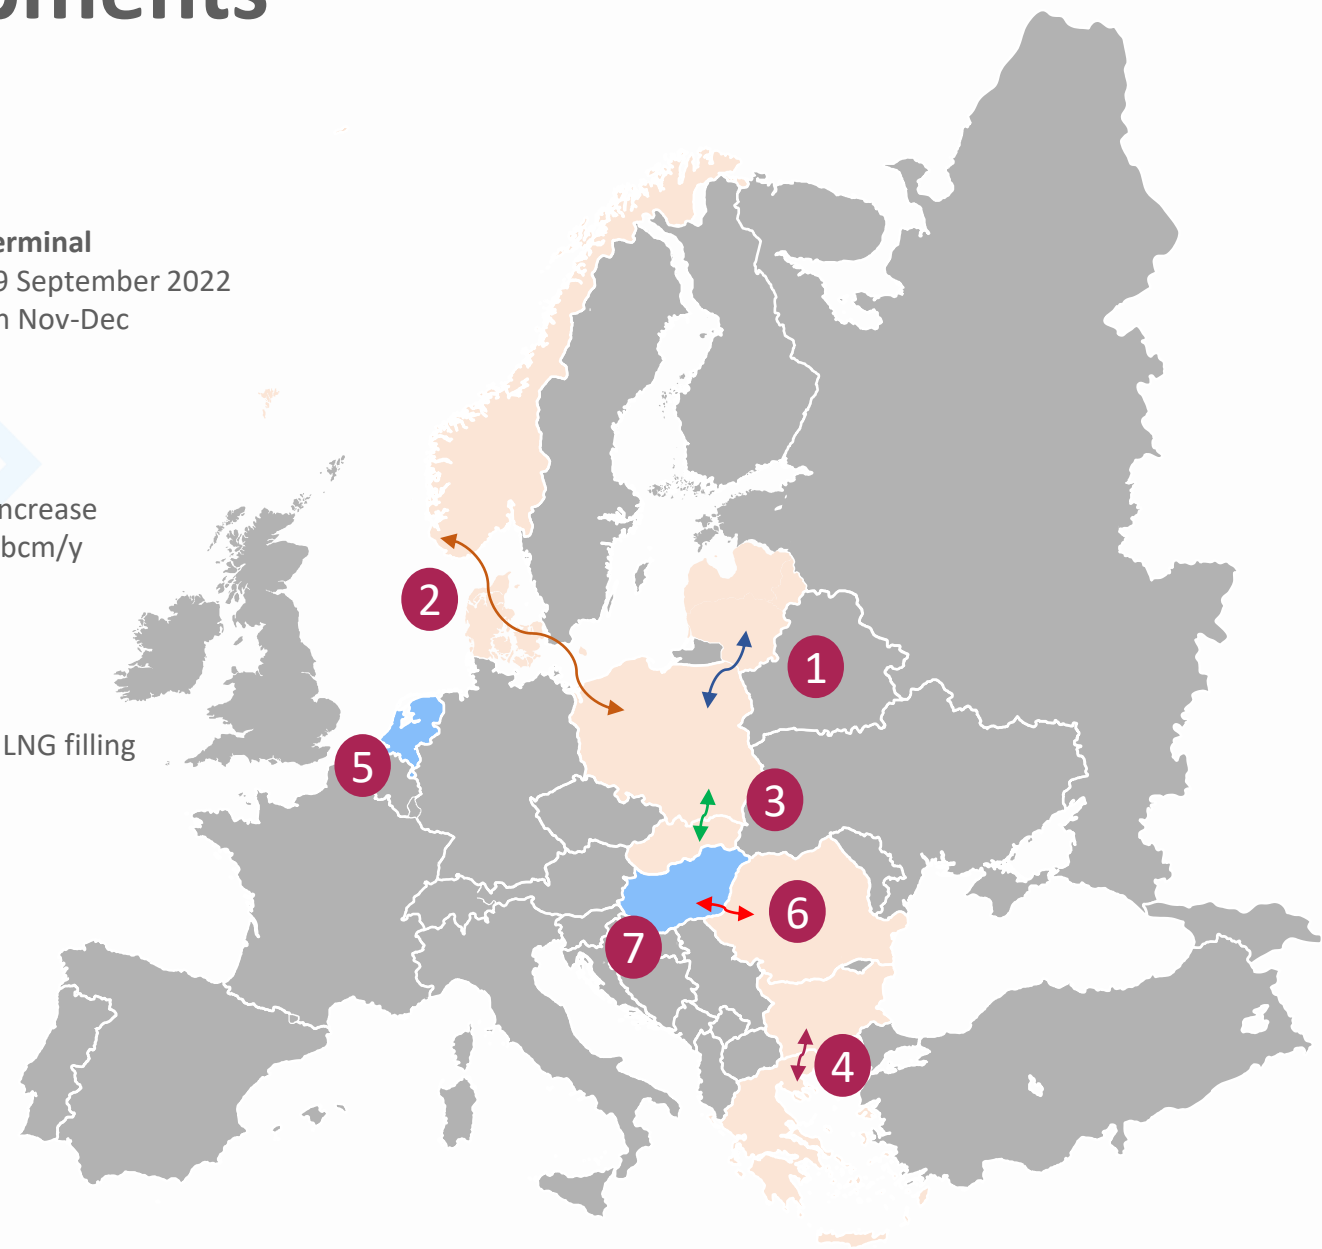 erminal
9 September 2022
Nov-Dec
ncrease
bcm/y
LNG filling
2
1
5
3
6
7
4